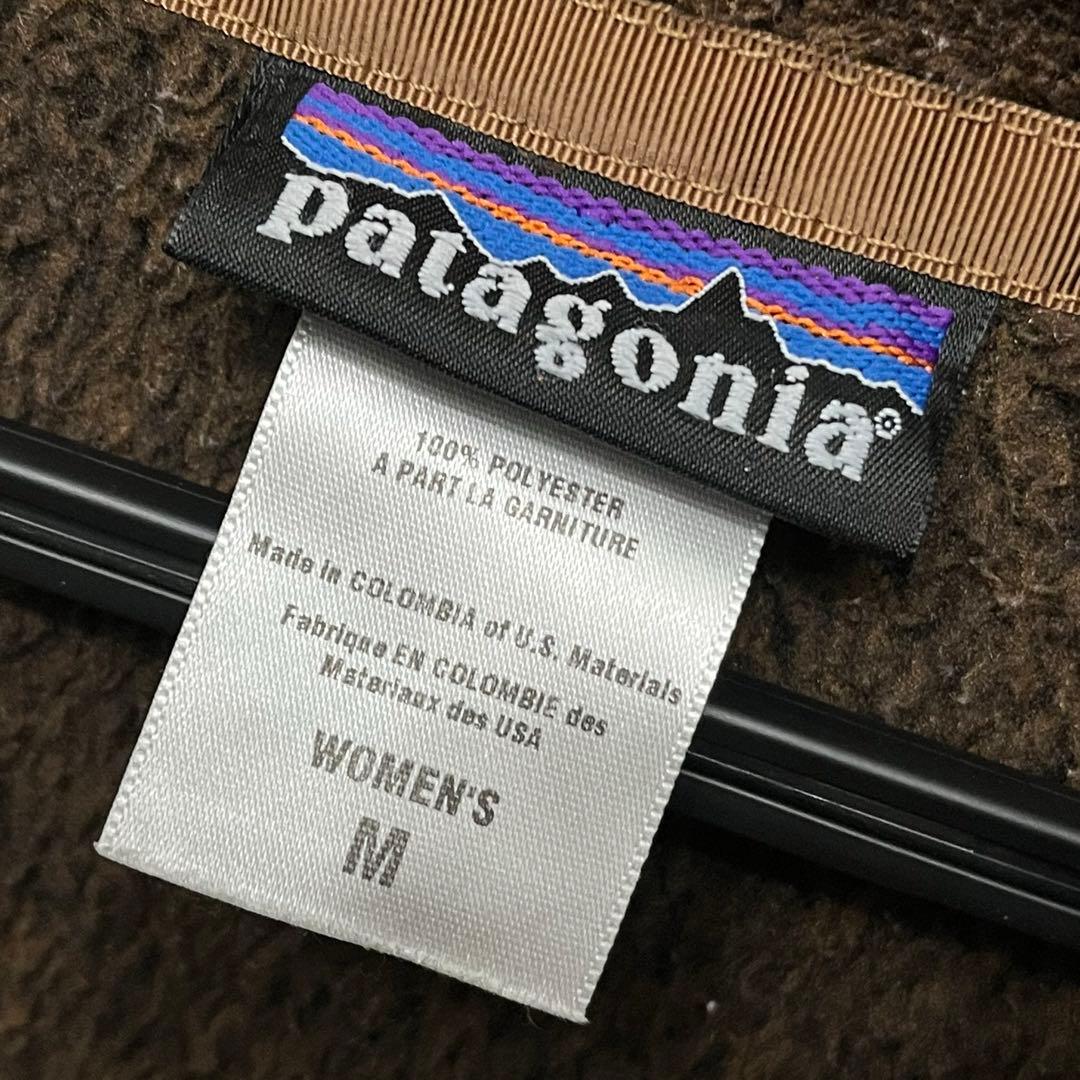 patagonia®
100% POLYESTER
A PART LA GARNITURE
Made in COLOMBIA of U.S. Materials
Fabrique EN COLOMBIE des
Materiaux des USA
WOMEN'S
M